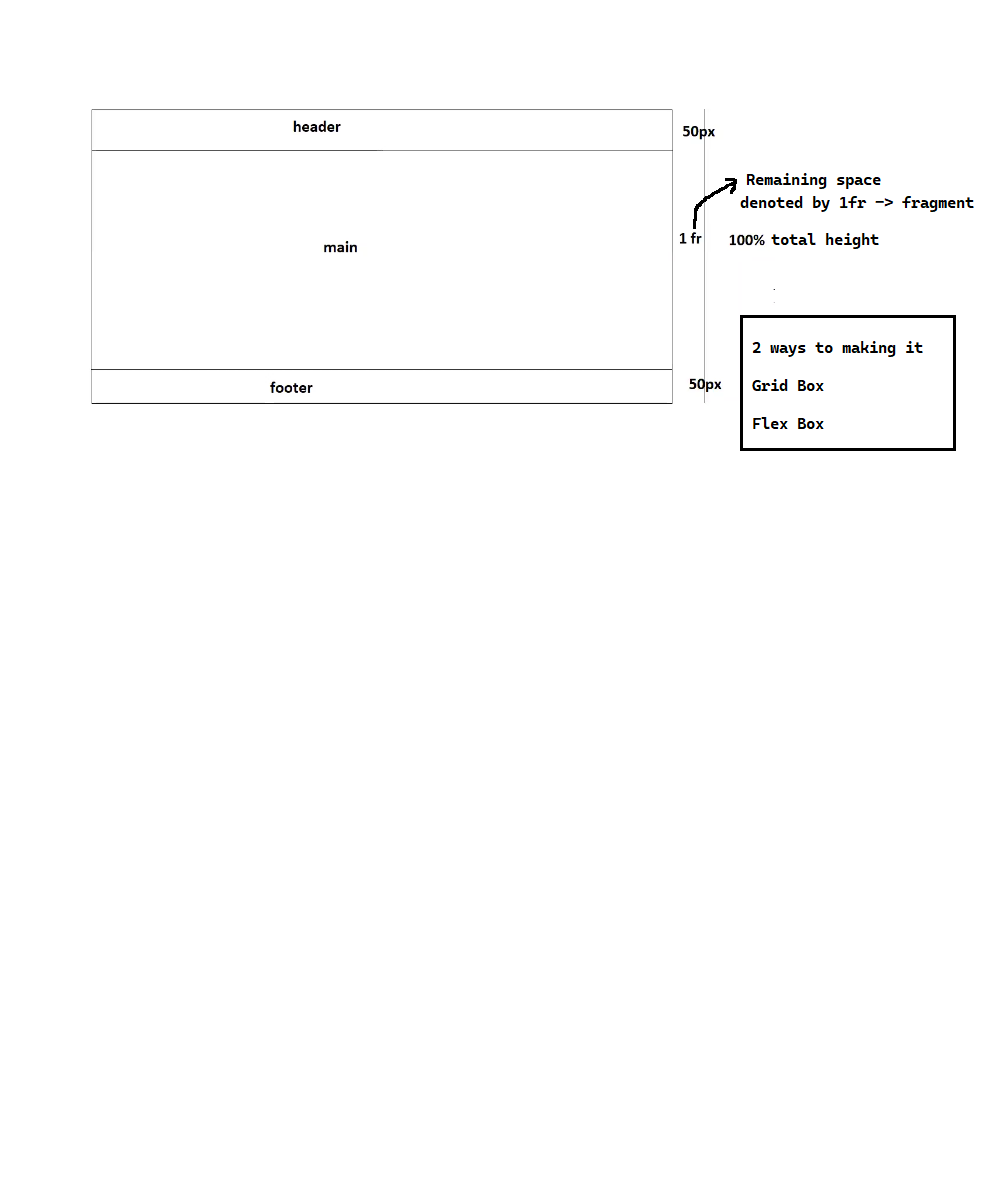 header
50px
Remaining space
denoted by 1fr -> fragment
1 fr
100% total height
main
2 ways to making it
Grid Box
Flex Box
footer
50px